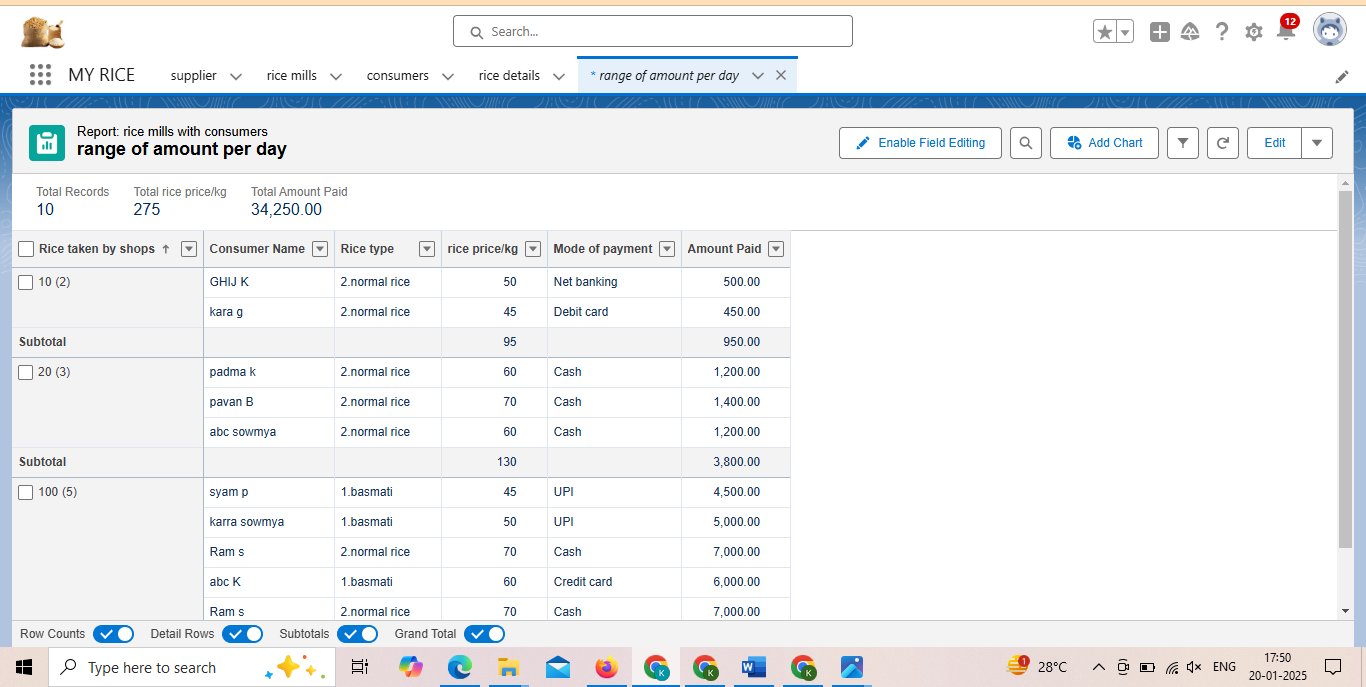 Search...
12
MY RICE supplier rice mills consumers rice details * range of amount per day
Report: rice mills with consumers
range of amount per day
Enable Field Editing Add Chart Edit
Total Records Total rice price/kg Total Amount Paid
10 275 34,250.00
Rice taken by shops ↑ Consumer Name Rice type rice price/kg Mode of payment Amount Paid
10 (2) GHIJ K 2.normal rice 50 Net banking 500.00
kara g 2.normal rice 45 Debit card 450.00
Subtotal 95 950.00
20 (3) padma k 2.normal rice 60 Cash 1,200.00
pavan B 2.normal rice 70 Cash 1,400.00
abc sowmya 2.normal rice 60 Cash 1,200.00
Subtotal 130 3,800.00
100 (5) syam p 1.basmati 45 UPI 4,500.00
karra sowmya 1.basmati 50 UPI 5,000.00
Ram s 2.normal rice 70 Cash 7,000.00
abc K 1.basmati 60 Credit card 6,000.00
Ram s 2.normal rice 70 Cash 7,000.00
Row Counts Detail Rows Subtotals Grand Total
Type here to search 28°C ENG 17:50
20-01-2025